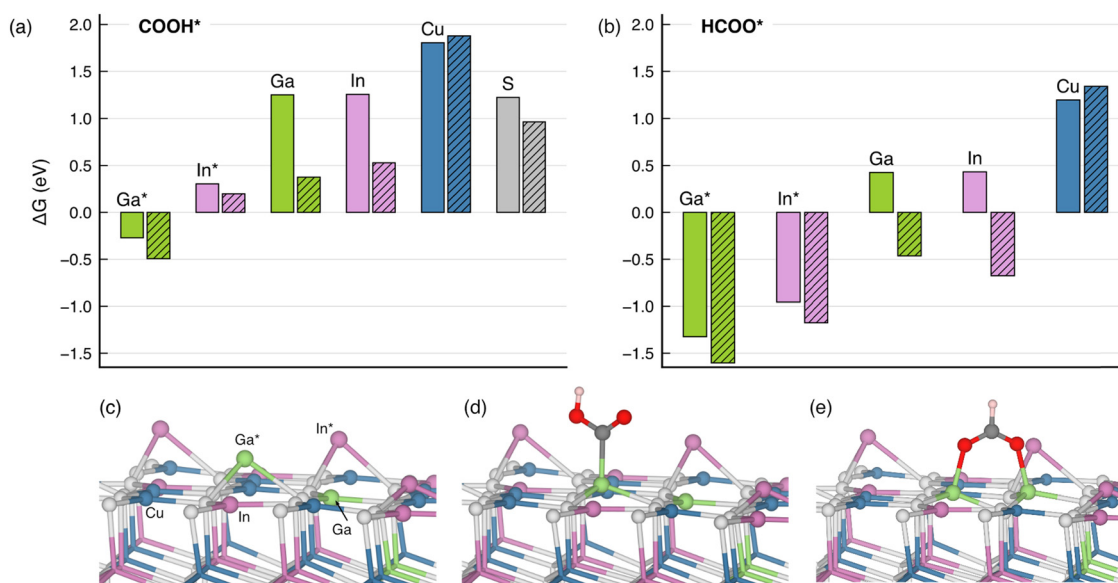 (a)
COOH*
ΔG (eV)
2.0
1.5
1.0
0.5
0.0
−0.5
−1.0
−1.5
Ga*
In*
Ga
In
Cu
S
(b)
HCOO*
2.0
1.5
1.0
0.5
0.0
−0.5
−1.0
−1.5
Ga*
In*
Ga
In
Cu
(c)
Ga*
In*
Cu
In
Ga
(d)
(e)